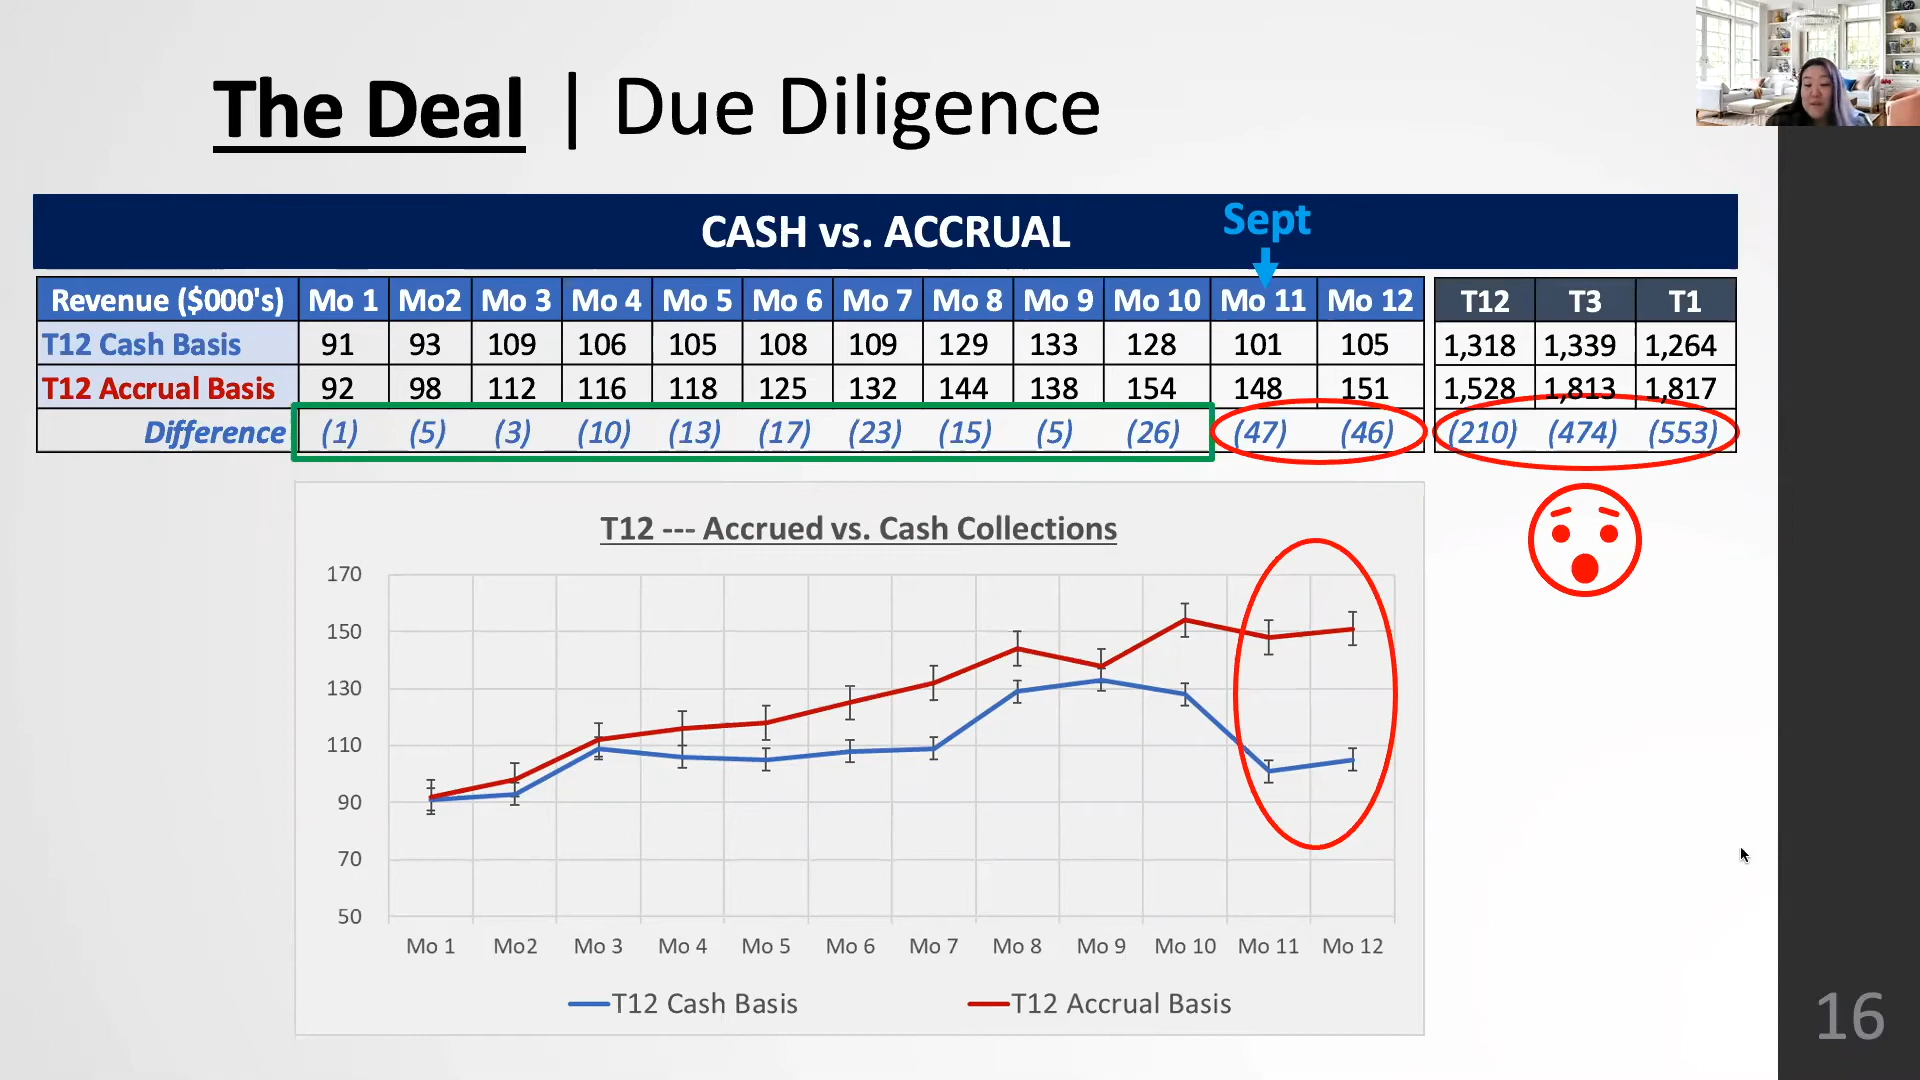 The Deal | Due Diligence
CASH vs. ACCRUAL
Sept
Revenue ($000's) Mo 1 Mo2 Mo 3 Mo 4 Mo 5 Mo 6 Mo 7 Mo 8 Mo 9 Mo 10 Mo 11 Mo 12 T12 T3 T1
T12 Cash Basis 91 93 109 106 105 108 109 129 133 128 101 105 1,318 1,339 1,264
T12 Accrual Basis 92 98 112 116 118 125 132 144 138 154 148 151 1,528 1,813 1,817
Difference (1) (5) (3) (10) (13) (17) (23) (15) (5) (26) (47) (46) (210) (474) (553)
T12 --- Accrued vs. Cash Collections
170
150
130
110
90
70
50
Mo 1 Mo2 Mo 3 Mo 4 Mo 5 Mo 6 Mo 7 Mo 8 Mo 9 Mo 10 Mo 11 Mo 12
T12 Cash Basis T12 Accrual Basis
16